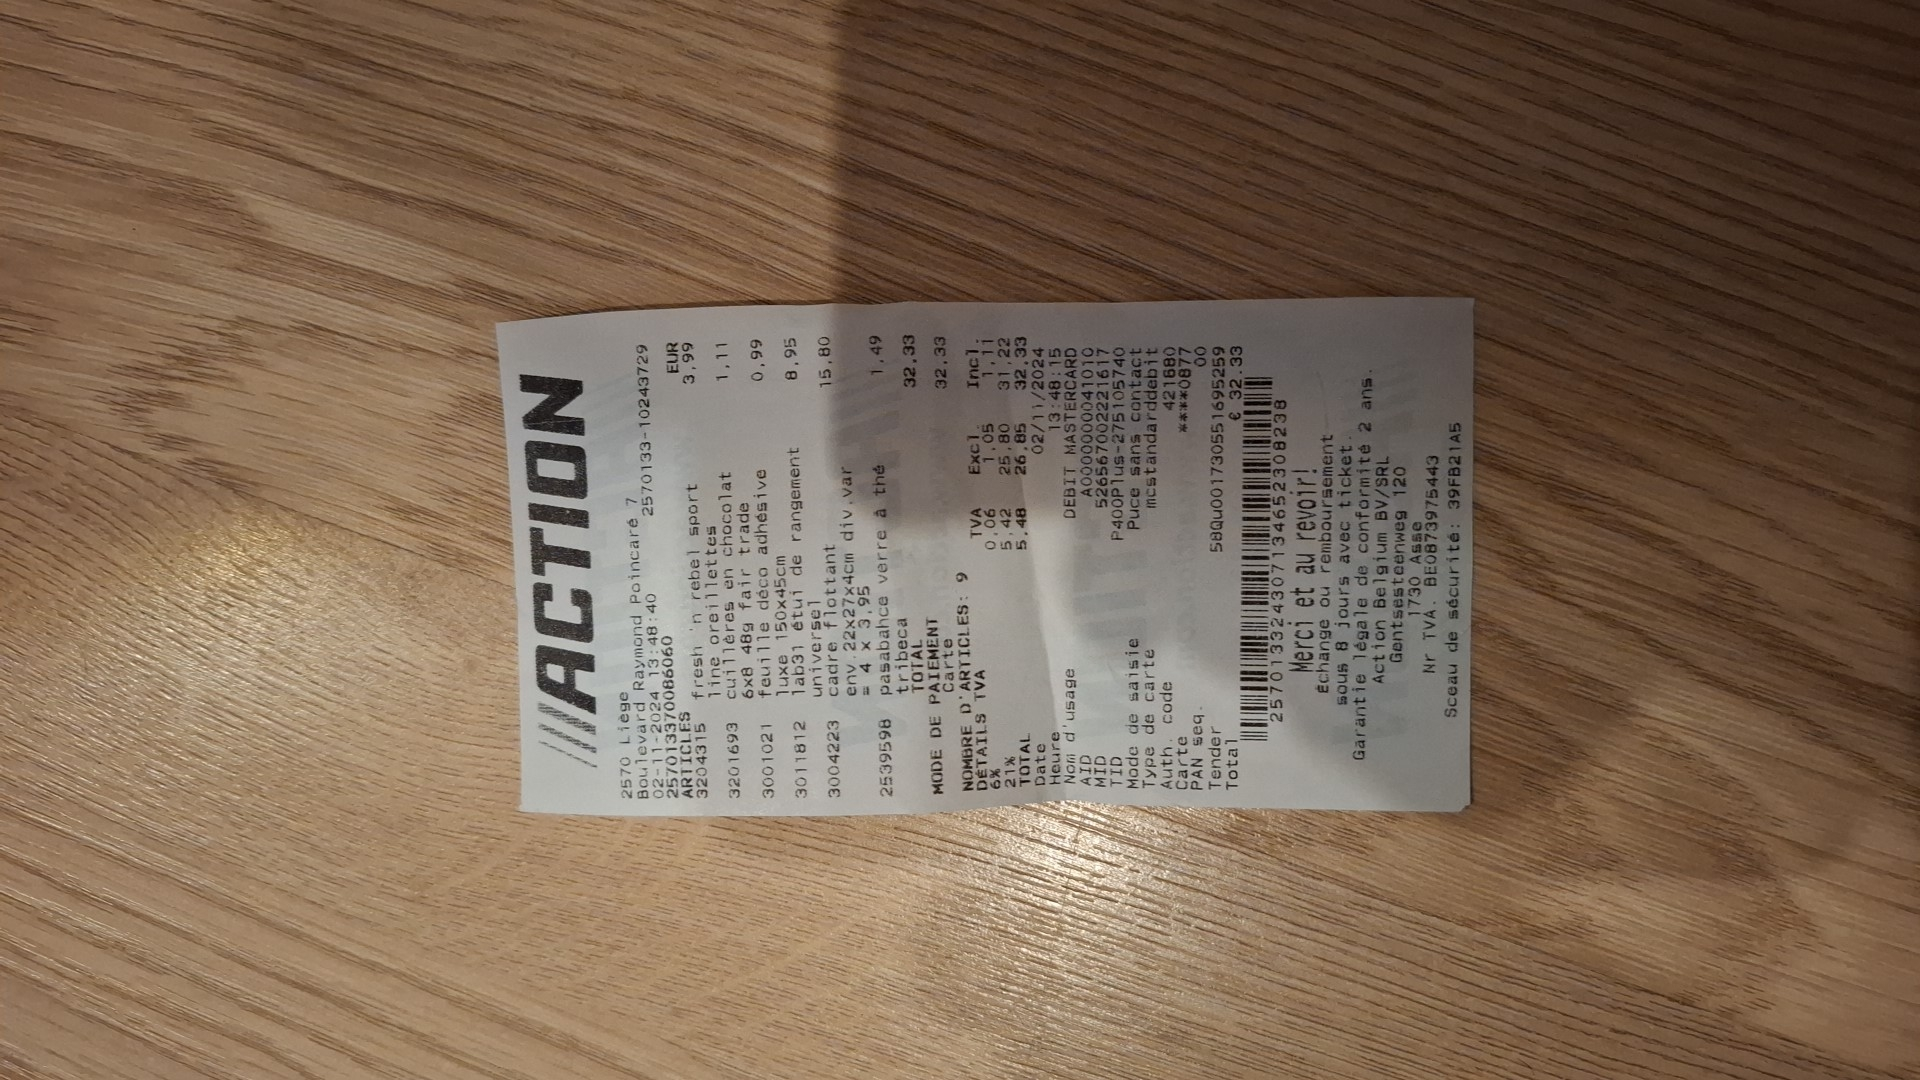 ///ACTION
2570 Liège
Boulevard Raymond Poincaré 7
02-11-2024 13:48:40 2570133-10243729
2570133700860​60
ARTICLES EUR
3204315 fresh 'n rebel sport 3,99
line oreillettes
3201693 cuillères en chocolat 1,11
6x8 48g fair trade
3001021 feuille déco adhésive 0,99
luxe 150x45cm
3011812 lab31 étui de rangement 8,95
universel
3004223 cadre flottant 15,80
env.22x27x4cm div.var
= 4 x 3,95
2539598 pasabahce verre à thé 1,49
tribeca
TOTAL 32,33
MODE DE PAIEMENT
Carte 32,33
NOMBRE D'ARTICLES: 9
DÉTAILS TVA TVA Excl. Incl.
6% 0,06 1,05 1,11
21% 5,42 25,80 31,22
TOTAL 5,48 26,85 32,33
Date 02/11/2024
Heure 13:48:15
Nom d'usage DEBIT MASTERCARD
AID A0000000041010
MID 526567002221617
TID P400Plus-275105740
Mode de saisie Puce sans contact
Type de carte mcstandarddebit
Auth. code 421880
Carte ****0877
PAN seq. 00
Tender 58QU001730551695259
Total € 32.33
2570133243071346523082​38
Merci et au revoir!
Échange ou remboursement
sous 8 jours avec ticket.
Garantie légale de conformité 2 ans.
Action Belgium BV/SRL
Gentsesteenweg 120
1730 Asse
Nr TVA. BE0873975443
Sceau de sécurité: 39FB21A5